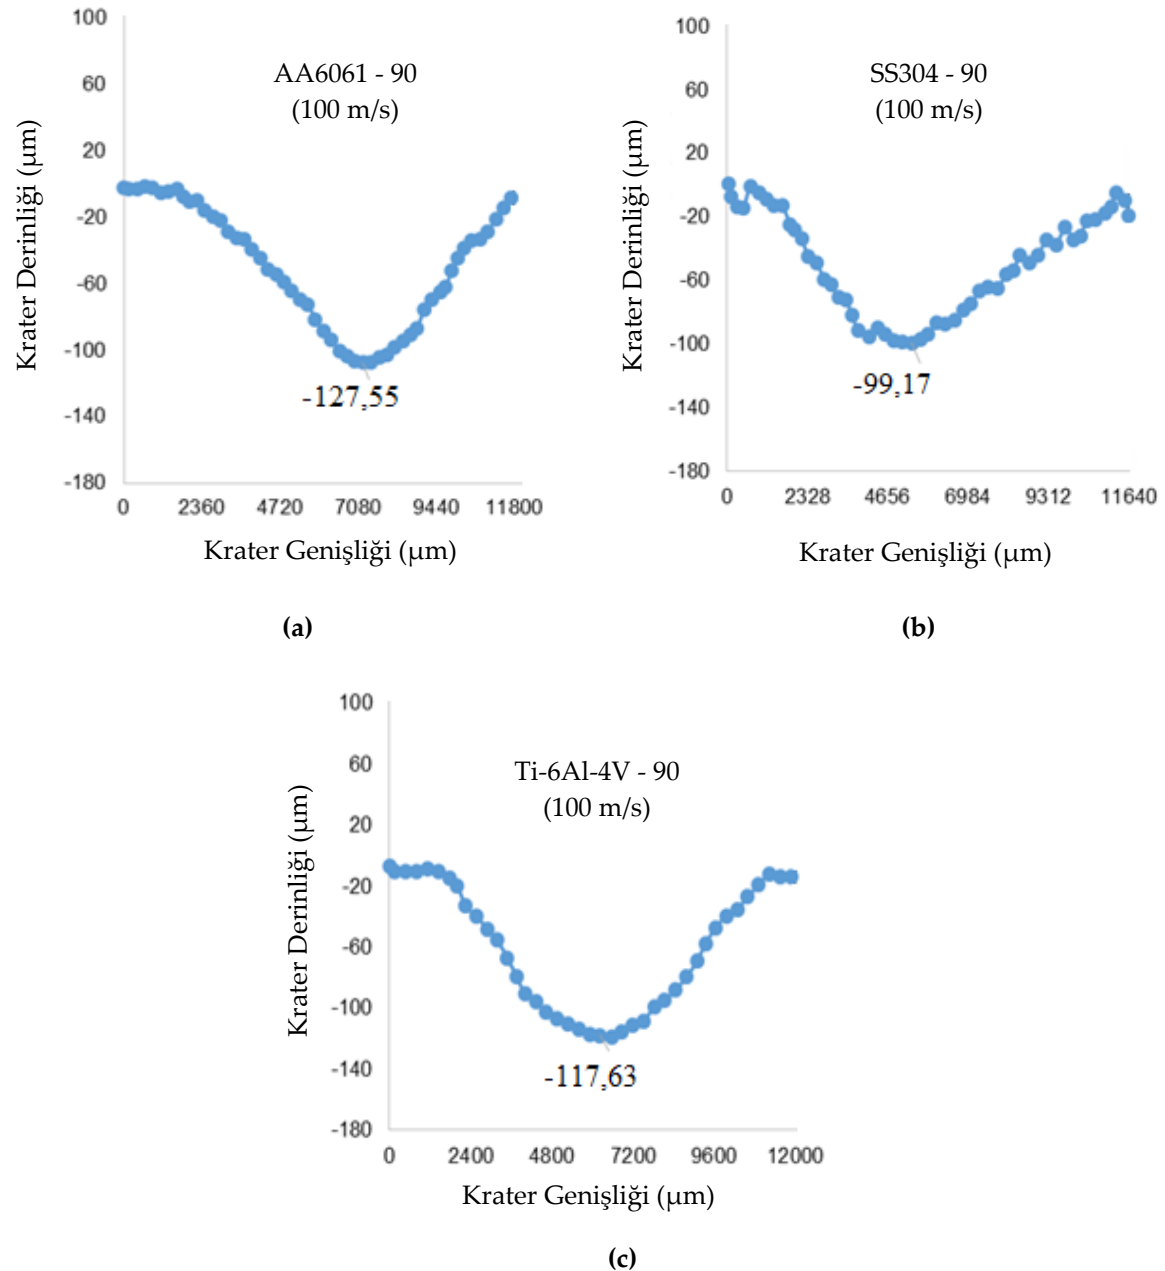 100
60
20
-20
-60
-100
-140
-180
Krater Derinliği (µm)
AA6061 - 90
(100 m/s)
-127,55
0 2360 4720 7080 9440 11800
Krater Genişliği (µm)
(a)
100
60
20
-20
-60
-100
-140
-180
Krater Derinliği (µm)
SS304 - 90
(100 m/s)
-99,17
0 2328 4656 6984 9312 11640
Krater Genişliği (µm)
(b)
100
60
20
-20
-60
-100
-140
-180
Krater Derinliği (µm)
Ti-6Al-4V - 90
(100 m/s)
-117,63
0 2400 4800 7200 9600 12000
Krater Genişliği (µm)
(c)